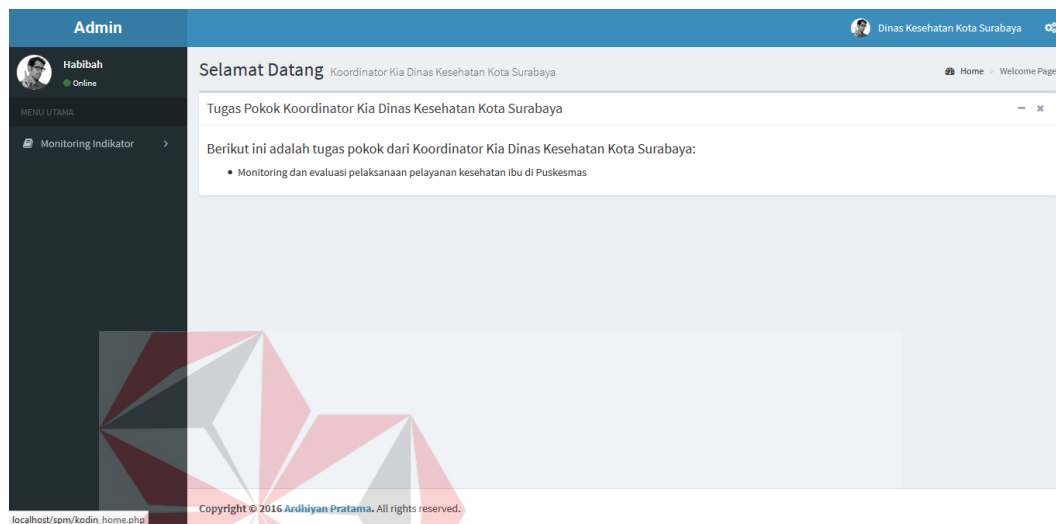 Admin
Dinas Kesehatan Kota Surabaya
Habibah
Online
Selamat Datang Koordinator Kia Dinas Kesehatan Kota Surabaya
Home > Welcome Page
MENU UTAMA
Tugas Pokok Koordinator Kia Dinas Kesehatan Kota Surabaya
Monitoring Indikator
Berikut ini adalah tugas pokok dari Koordinator Kia Dinas Kesehatan Kota Surabaya:
• Monitoring dan evaluasi pelaksanaan pelayanan kesehatan ibu di Puskesmas
Copyright © 2016 Ardhiyan Pratama. All rights reserved.
localhost/spm/kodin_home.php